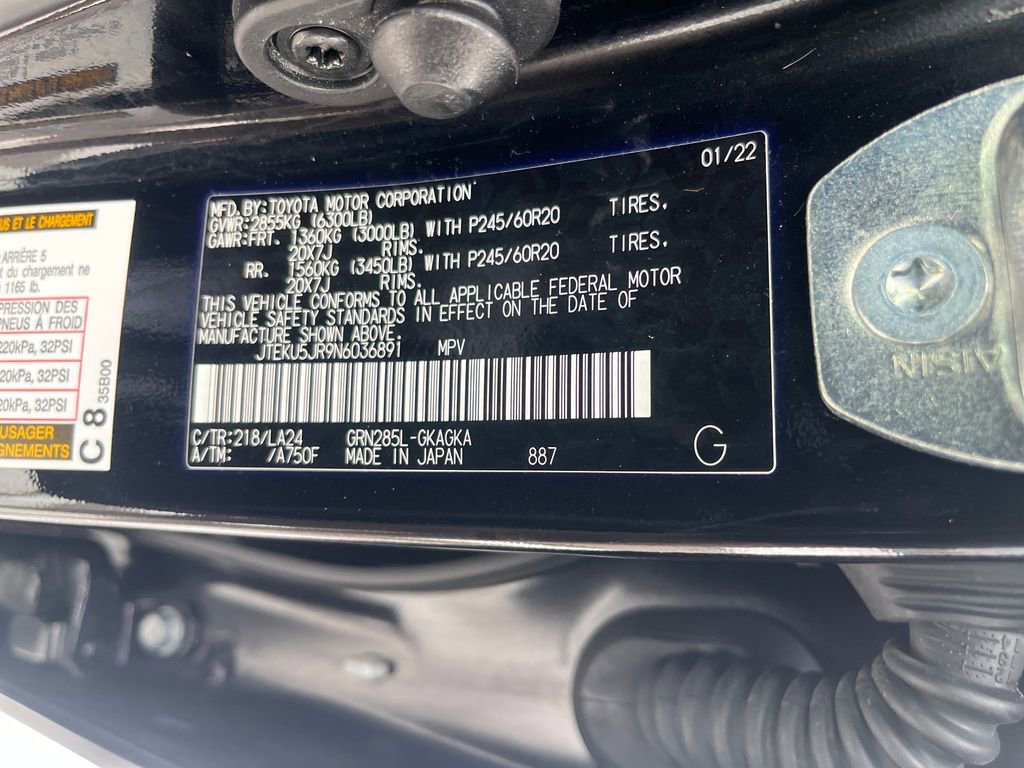 01/22
MFD.BY:TOYOTA MOTOR CORPORATION
GVWR:2855KG (6300LB)
GAWR:FRT. 1360KG (3000LB) WITH P245/60R20 TIRES,
20X7J RIMS.
RR. 1560KG (3450LB) WITH P245/60R20 TIRES,
20X7J RIMS.
THIS VEHICLE CONFORMS TO ALL APPLICABLE FEDERAL MOTOR
VEHICLE SAFETY STANDARDS IN EFFECT ON THE DATE OF
MANUFACTURE SHOWN ABOVE.
JTEKU5JR9N6036891 MPV
C/TR:218/LA24 GRN285L-GKAGKA
A/TM: /A750F MADE IN JAPAN 887
G
US ET LE CHARGEMENT
ARRIÈRE 5
t du chargement ne
1165 lb.
PRESSION DES
PNEUS À FROID
220kPa, 32PSI
20kPa, 32PSI
20kPa, 32PSI
USAGER
GNEMENTS
C 8
35B00
AISIN